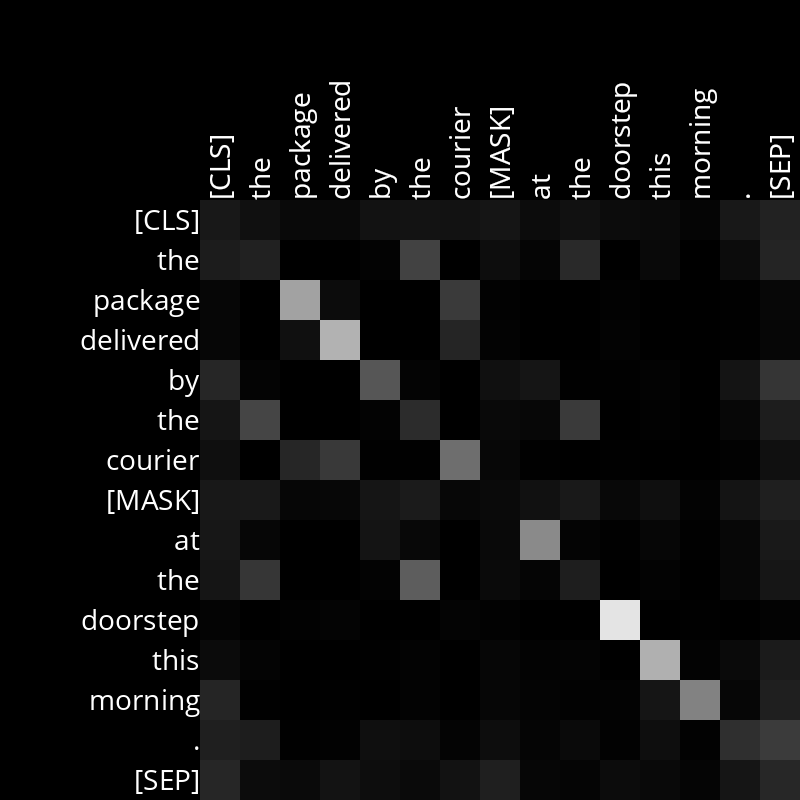 [CLS]
the
package
delivered
by
the
courier
[MASK]
at
the
doorstep
this
morning
.
[SEP]
[CLS]
the
package
delivered
by
the
courier
[MASK]
at
the
doorstep
this
morning
.
[SEP]